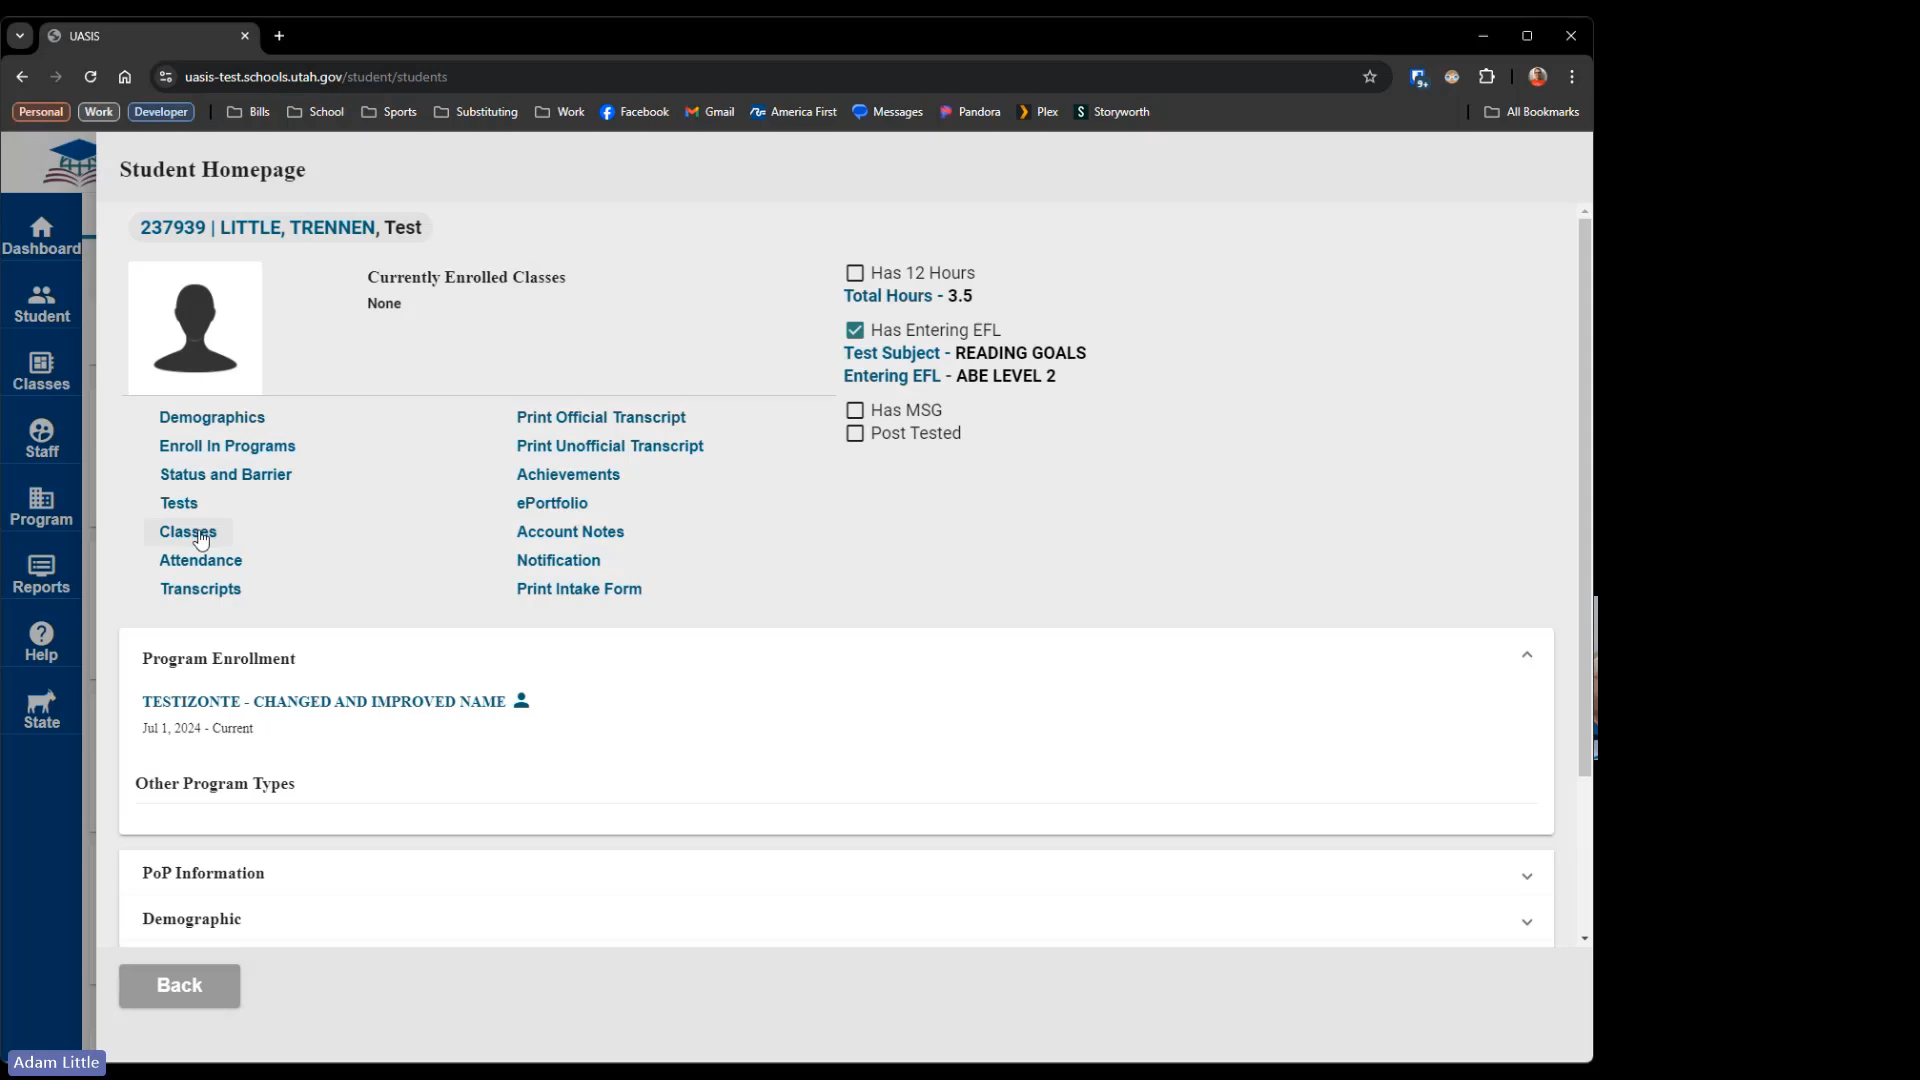 UASIS
uasis-test.schools.utah.gov/student/students
9+
Personal Work Developer Bills School Sports Substituting Work Facebook Gmail America First Messages Pandora Plex Storyworth All Bookmarks
Student Homepage
237939 | LITTLE, TRENNEN, Test
Dashboard
Student
Classes
Staff
Program
Reports
Help
State
Currently Enrolled Classes
None
Has 12 Hours
Total Hours - 3.5
Has Entering EFL
Test Subject - READING GOALS
Entering EFL - ABE LEVEL 2
Has MSG
Post Tested
Demographics
Enroll In Programs
Status and Barrier
Tests
Classes
Attendance
Transcripts
Print Official Transcript
Print Unofficial Transcript
Achievements
ePortfolio
Account Notes
Notification
Print Intake Form
Program Enrollment
TESTIZONTE - CHANGED AND IMPROVED NAME
Jul 1, 2024 - Current
Other Program Types
PoP Information
Demographic
Back
Adam Little